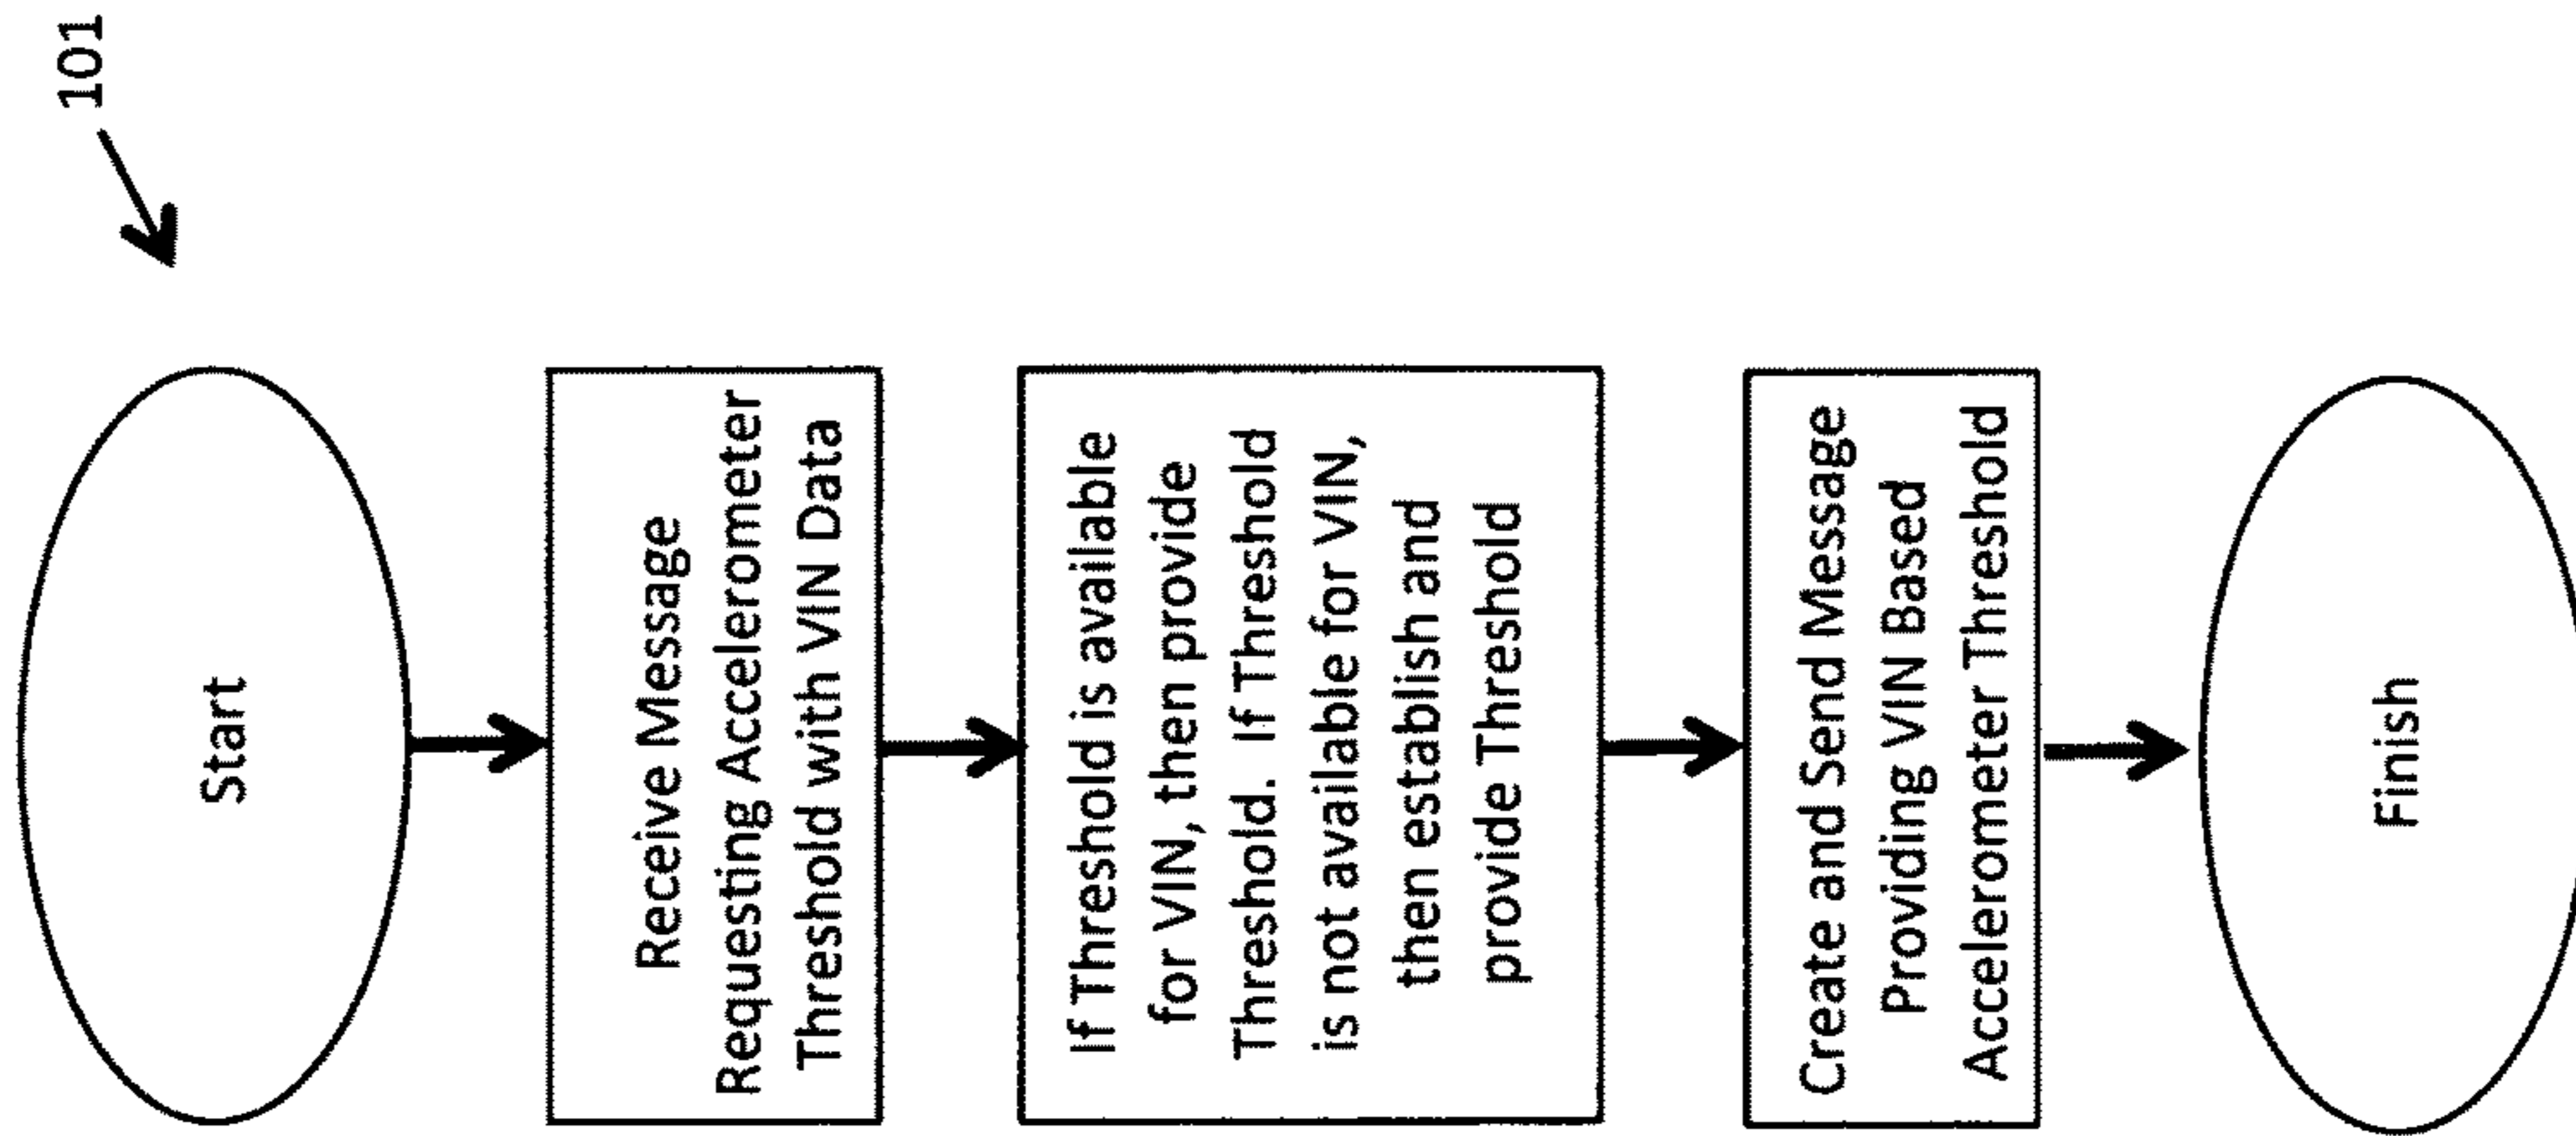 101
Start
Receive Message
Requesting Accelerometer
Threshold with VIN Data
If Threshold is available
for VIN, then provide
Threshold. If Threshold
is not available for VIN,
then establish and
provide Threshold
Create and Send Message
Providing VIN Based
Accelerometer Threshold
Finish